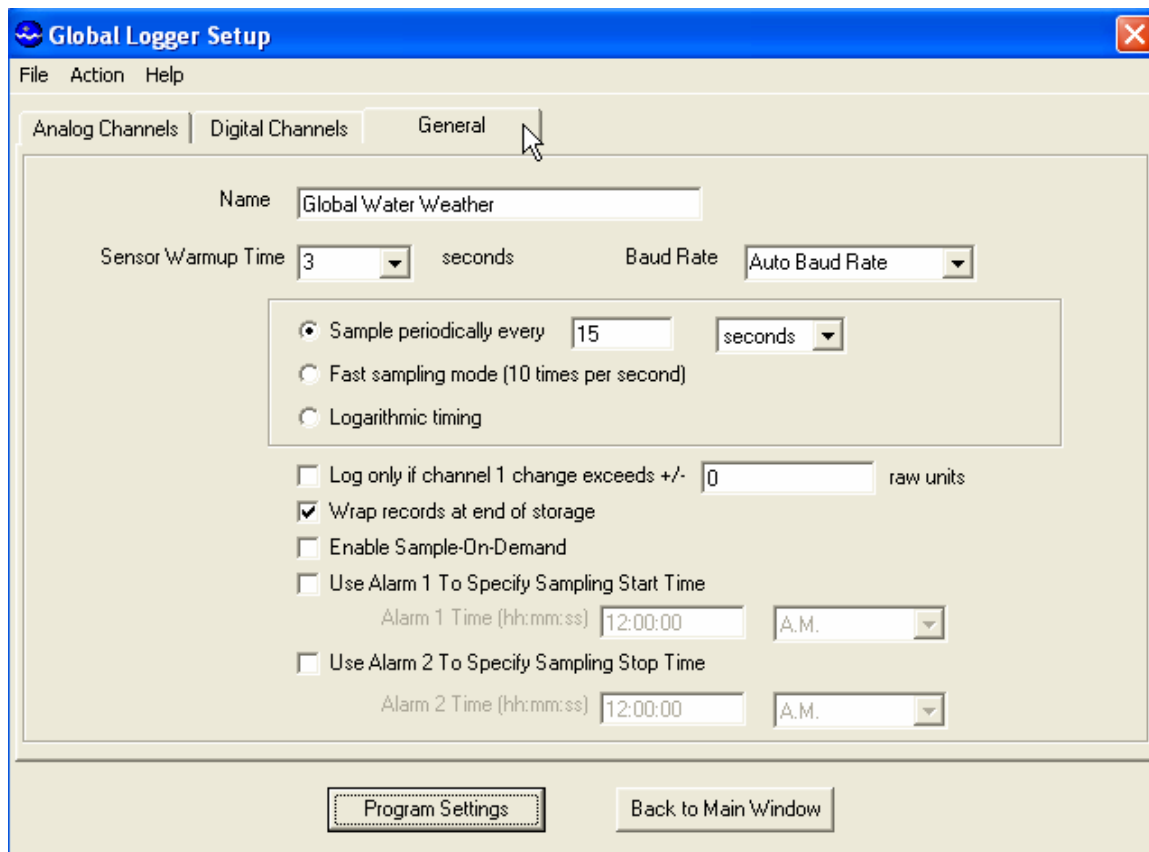 Global Logger Setup
File Action Help
Analog Channels Digital Channels General
Name Global Water Weather
Sensor Warmup Time 3 seconds Baud Rate Auto Baud Rate
Sample periodically every 15 seconds
Fast sampling mode (10 times per second)
Logarithmic timing
Log only if channel 1 change exceeds +/- 0 raw units
Wrap records at end of storage
Enable Sample-On-Demand
Use Alarm 1 To Specify Sampling Start Time
Alarm 1 Time (hh:mm:ss) 12:00:00 A.M.
Use Alarm 2 To Specify Sampling Stop Time
Alarm 2 Time (hh:mm:ss) 12:00:00 A.M.
Program Settings Back to Main Window